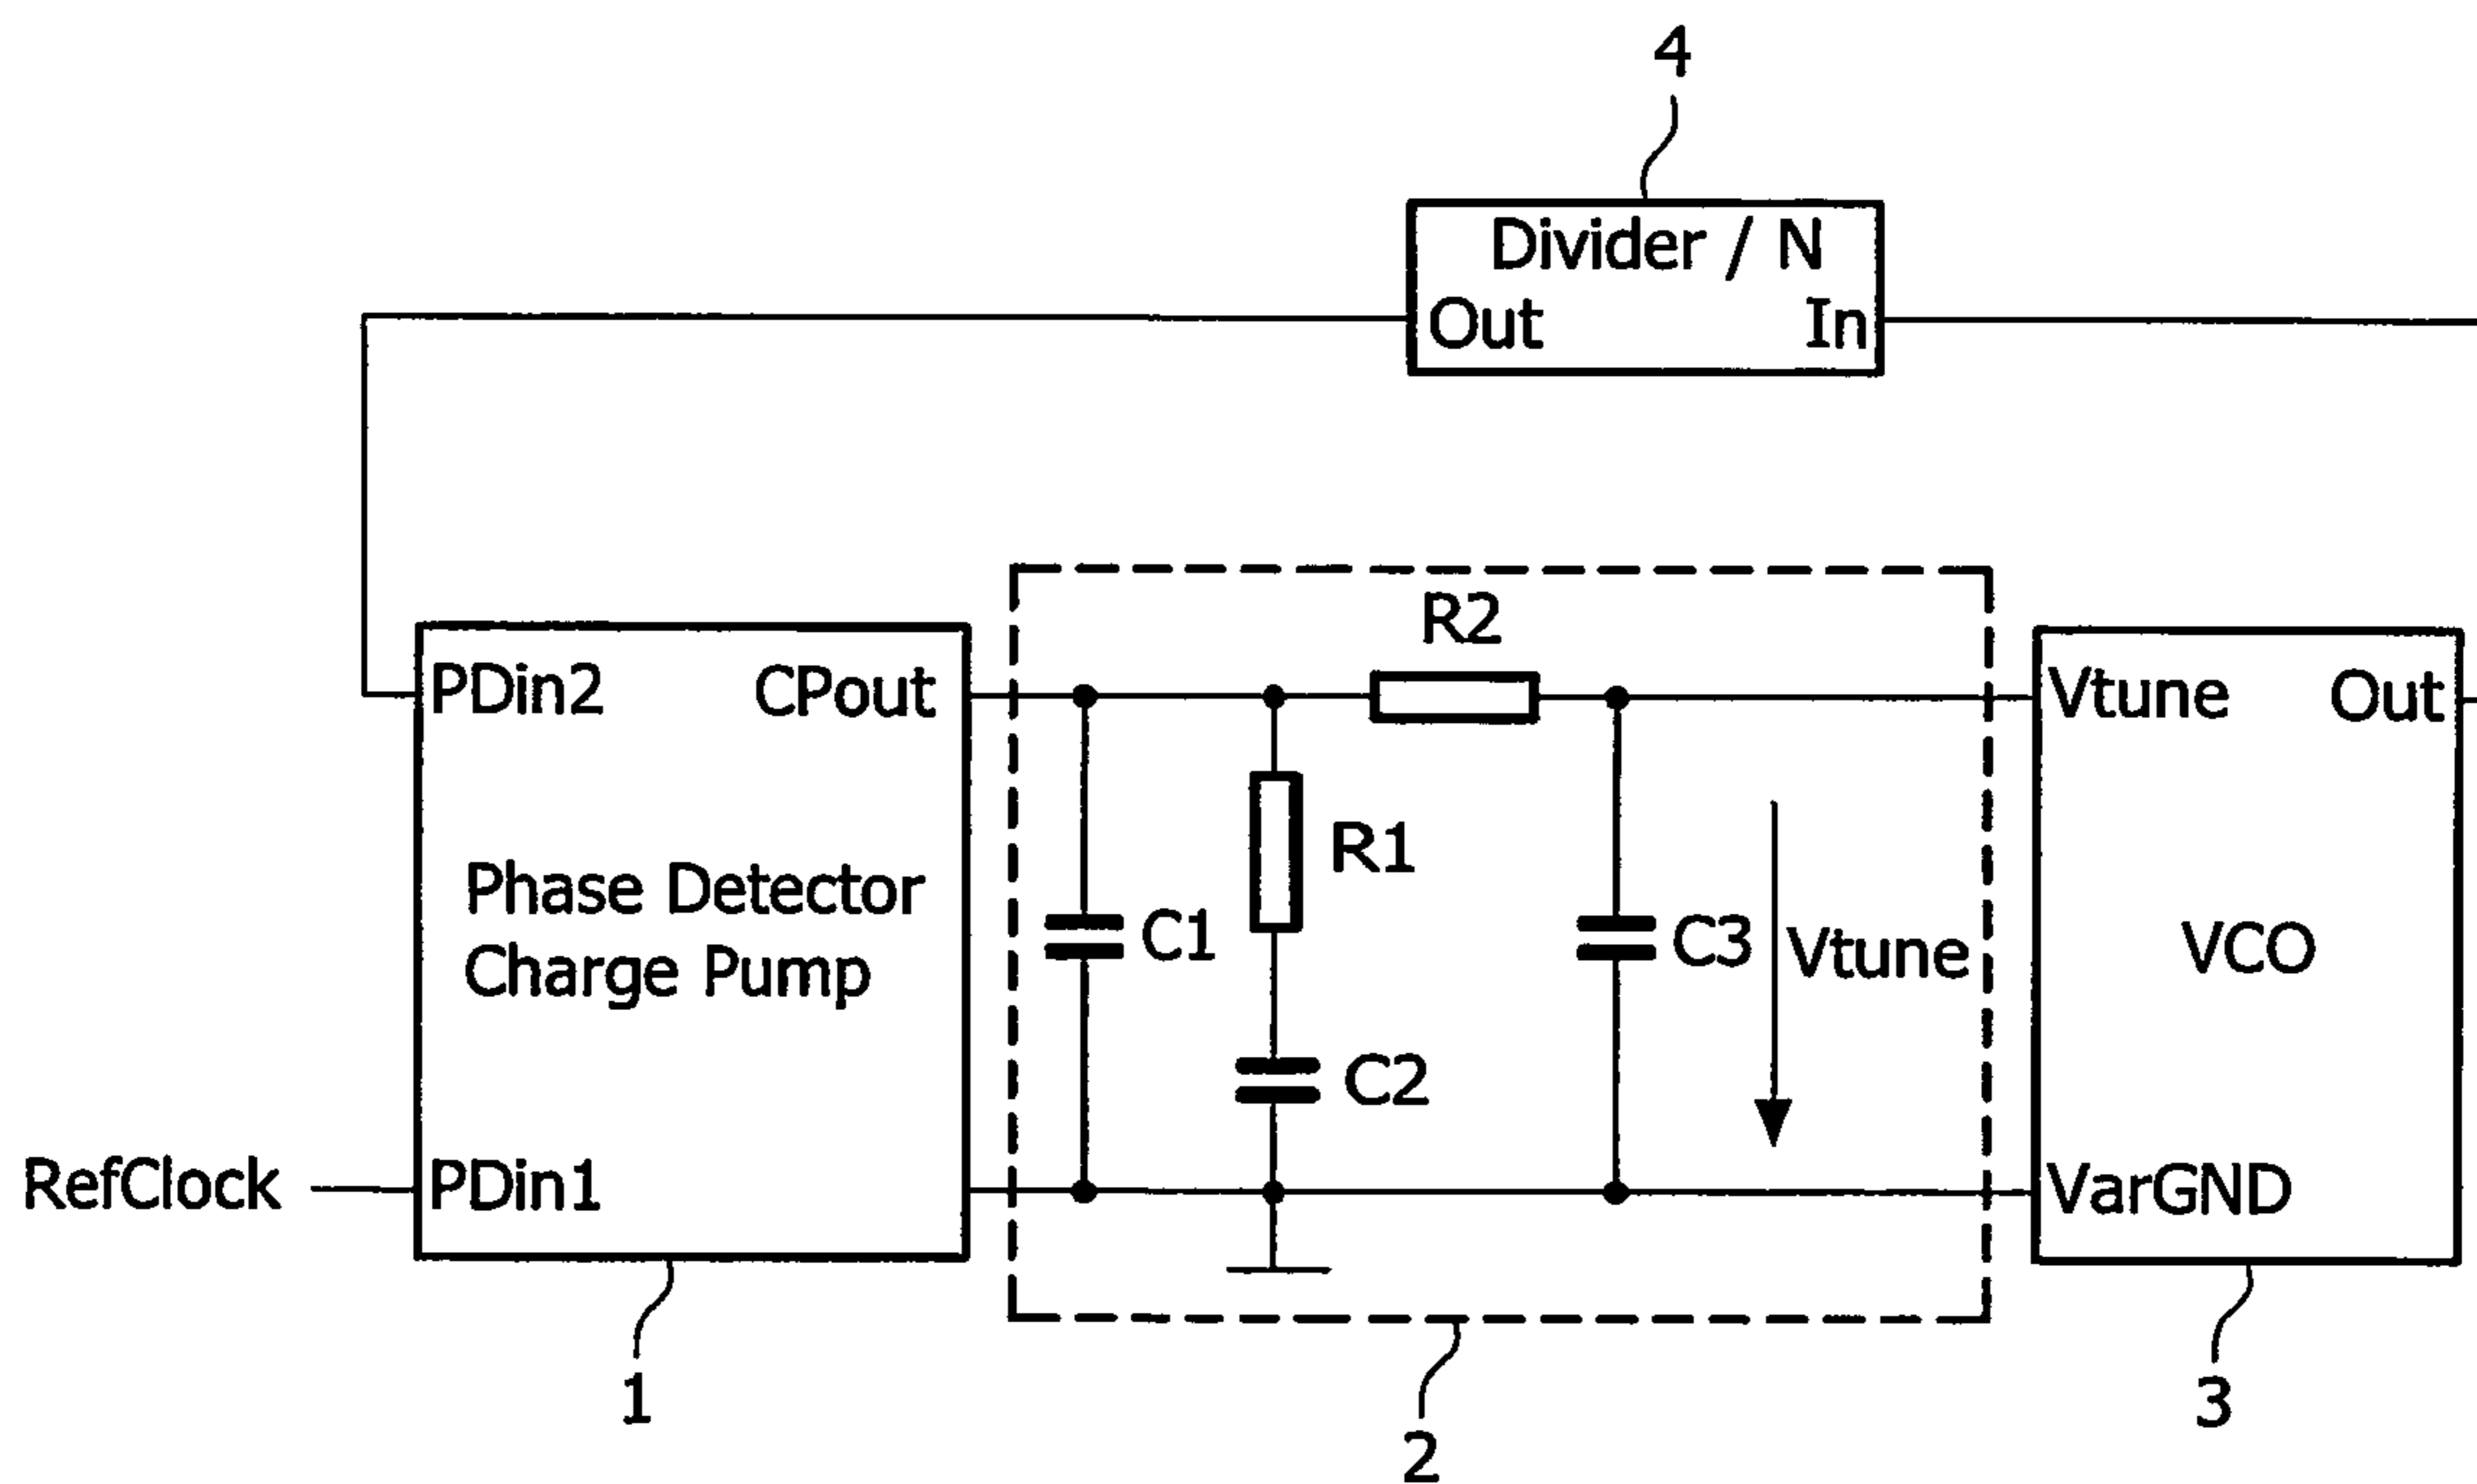 4
Divider / N
Out In
R2
PDin2 CPout
Vtune Out
R1
Phase Detector
Charge Pump
C1
C3
Vtune
VCO
C2
RefClock
PDin1
VarGND
1
2
3